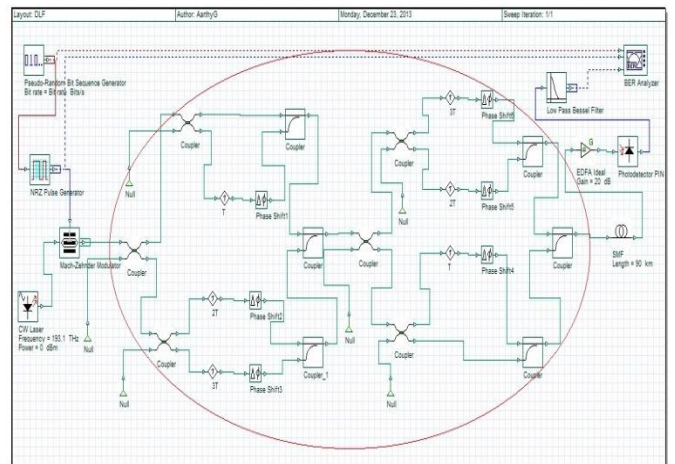 Layout: DLF
Author: AarthyG
Monday, December 23, 2013
Sweep Iteration: 1/1
Pseudo-Random Bit Sequence Generator
Bit rate = Bit rate Bits/s
NRZ Pulse Generator
Mach-Zehnder Modulator
CW Laser
Frequency = 193.1 THz
Power = 0 dBm
Null
Coupler
Null
Coupler
T
Phase Shift1
Coupler
Coupler
2T
Phase Shift2
3T
Phase Shift3
Null
Coupler
Coupler_1
Null
Coupler
Coupler
3T
Phase Shift6
2T
Phase Shift5
Null
Coupler
T
Phase Shift4
Coupler
Null
Coupler
Coupler
Low Pass Bessel Filter
BER Analyzer
G
EDFA Ideal
Gain = 20 dB
Photodetector PIN
SMF
Length = 90 km